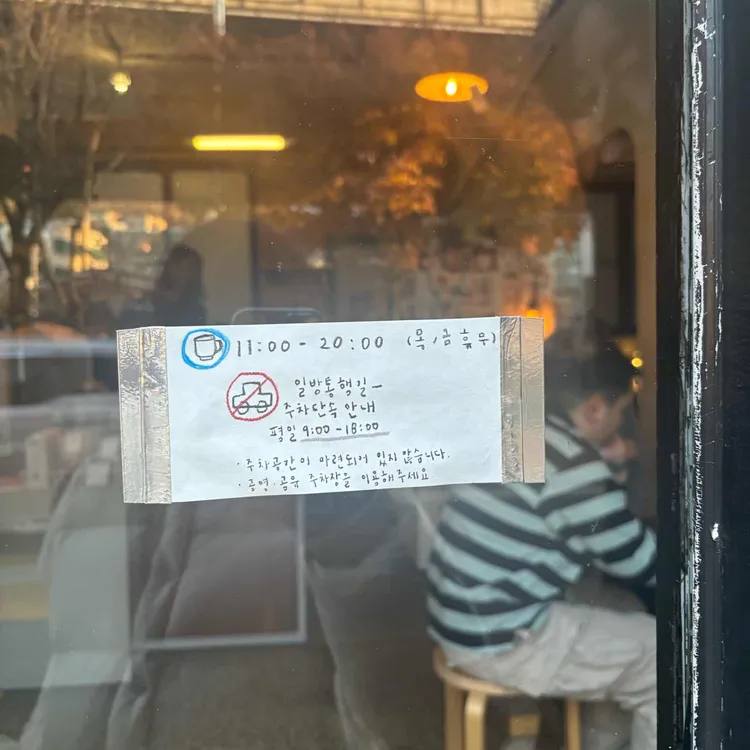 11:00 - 20:00 (목, 금 휴무)
일방통행길 -
주차단속 안내
평일 9:00 - 18:00
· 주차공간이 마련되어 있지 않습니다.
· 공영·공유 주차장을 이용해주세요